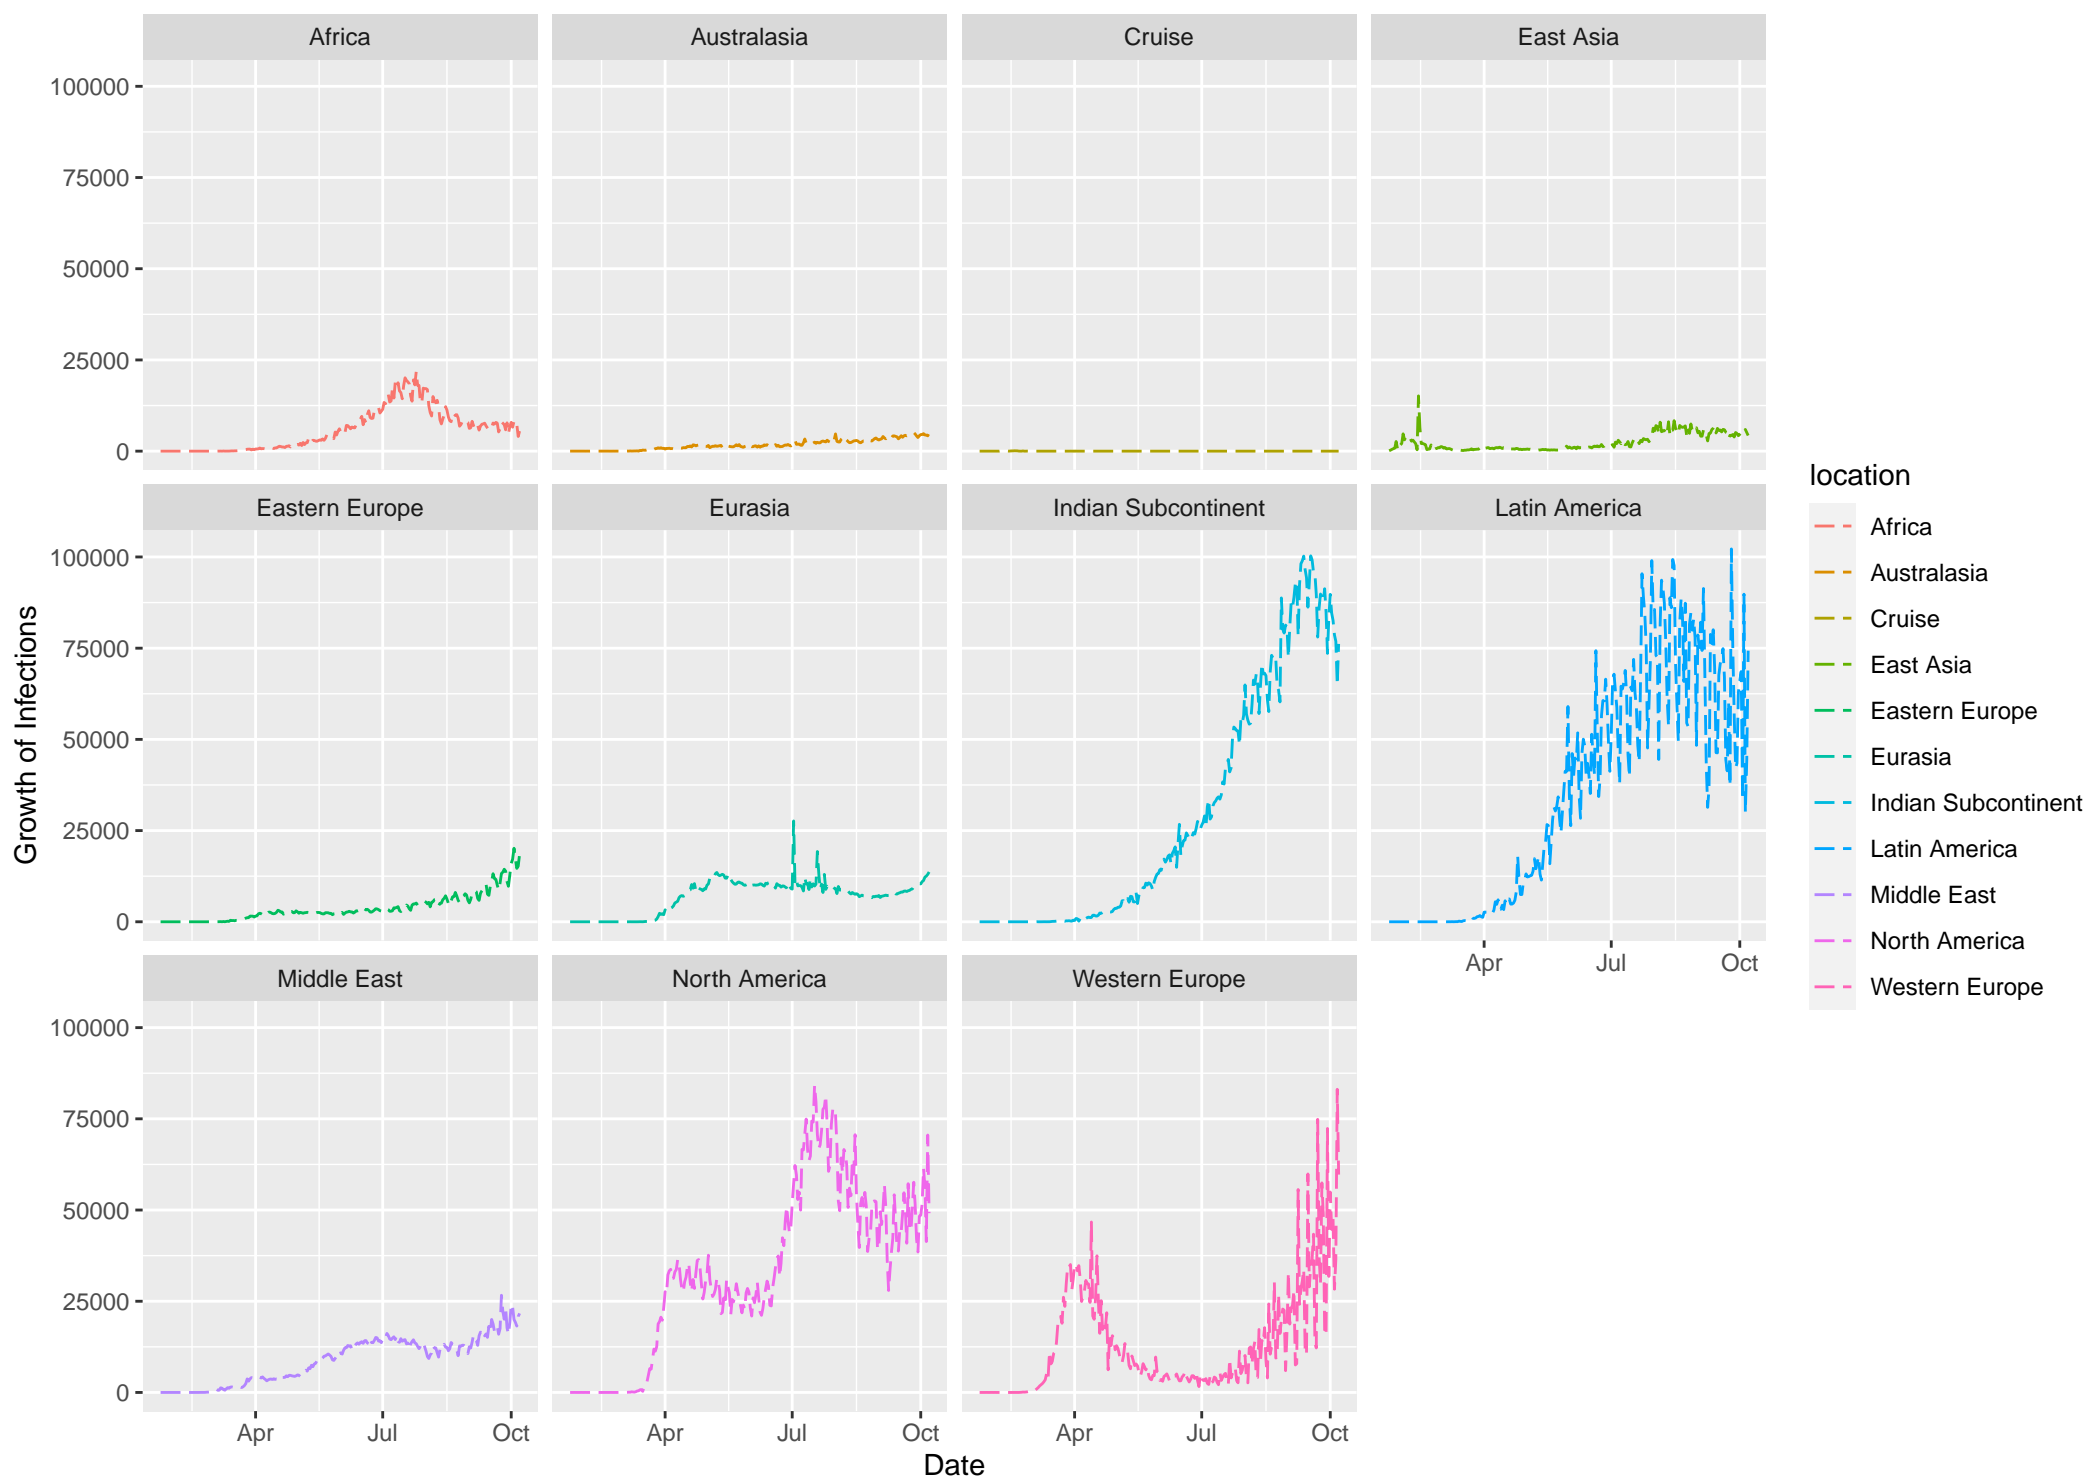 Africa
Australasia
Cruise
East Asia
100000
75000
50000
25000
0
Eastern Europe
Eurasia
Indian Subcontinent
Latin America
100000
75000
50000
25000
0
Apr
Jul
Oct
Middle East
North America
Western Europe
100000
75000
50000
25000
0
Apr
Jul
Oct
Apr
Jul
Oct
Apr
Jul
Oct
Date
Growth of Infections
location
Africa
Australasia
Cruise
East Asia
Eastern Europe
Eurasia
Indian Subcontinent
Latin America
Middle East
North America
Western Europe